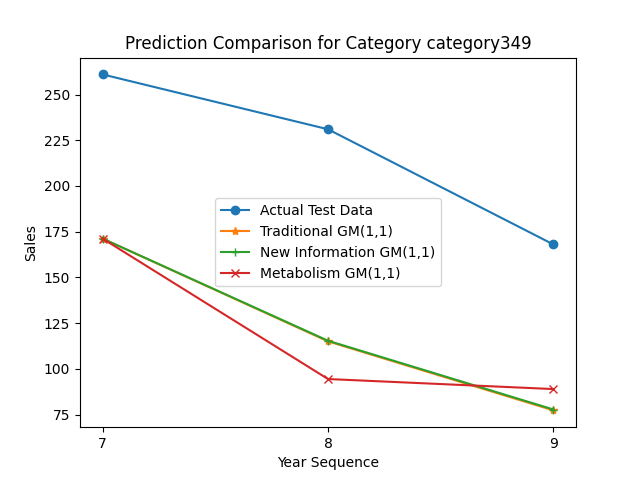 Prediction Comparison for Category category349
250
225
200
175
150
125
100
75
Sales
Actual Test Data
Traditional GM(1,1)
New Information GM(1,1)
Metabolism GM(1,1)
7
8
9
Year Sequence